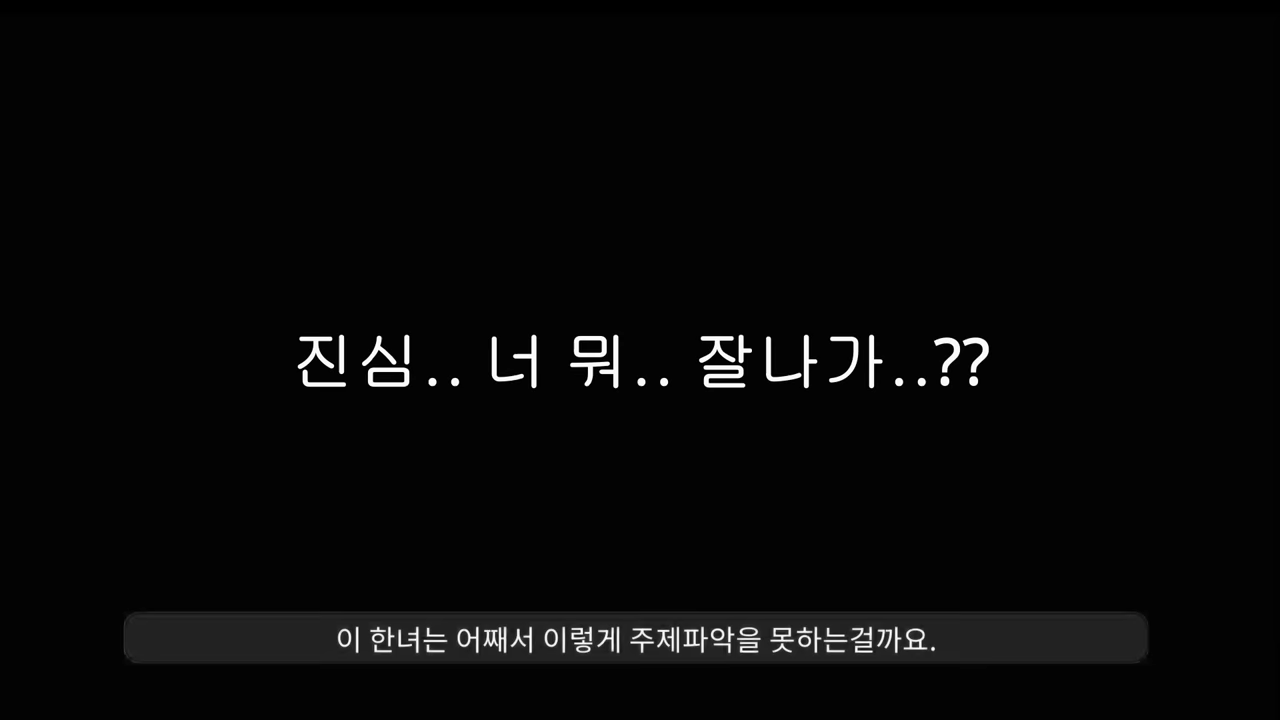 진심.. 너 뭐.. 잘나가..??
이 한녀는 어째서 이렇게 주제파악을 못하는걸까요.